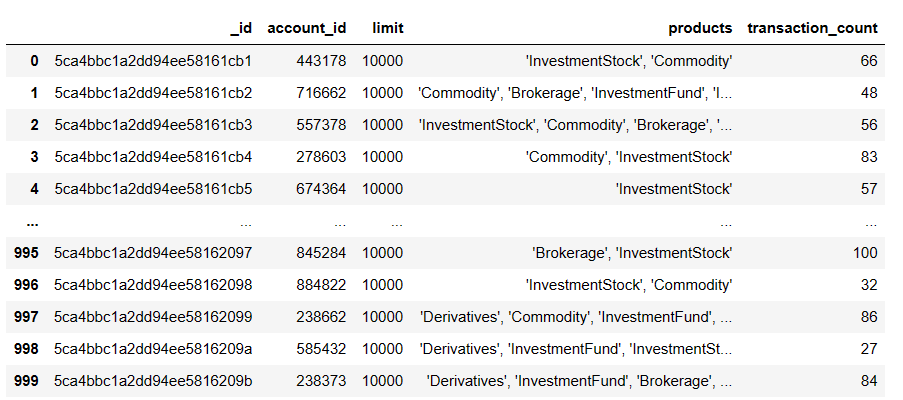 _id account_id limit products transaction_count
0 5ca4bbc1a2dd94ee58161cb1 443178 10000 'InvestmentStock', 'Commodity' 66
1 5ca4bbc1a2dd94ee58161cb2 716662 10000 'Commodity', 'Brokerage', 'InvestmentFund', 'I... 48
2 5ca4bbc1a2dd94ee58161cb3 557378 10000 'InvestmentStock', 'Commodity', 'Brokerage', '... 56
3 5ca4bbc1a2dd94ee58161cb4 278603 10000 'Commodity', 'InvestmentStock' 83
4 5ca4bbc1a2dd94ee58161cb5 674364 10000 'InvestmentStock' 57
... ... ... ... ... ...
995 5ca4bbc1a2dd94ee58162097 845284 10000 'Brokerage', 'InvestmentStock' 100
996 5ca4bbc1a2dd94ee58162098 884822 10000 'InvestmentStock', 'Commodity' 32
997 5ca4bbc1a2dd94ee58162099 238662 10000 'Derivatives', 'Commodity', 'InvestmentFund', ... 86
998 5ca4bbc1a2dd94ee5816209a 585432 10000 'Derivatives', 'InvestmentFund', 'InvestmentSt... 27
999 5ca4bbc1a2dd94ee5816209b 238373 10000 'Derivatives', 'InvestmentFund', 'Brokerage', ... 84